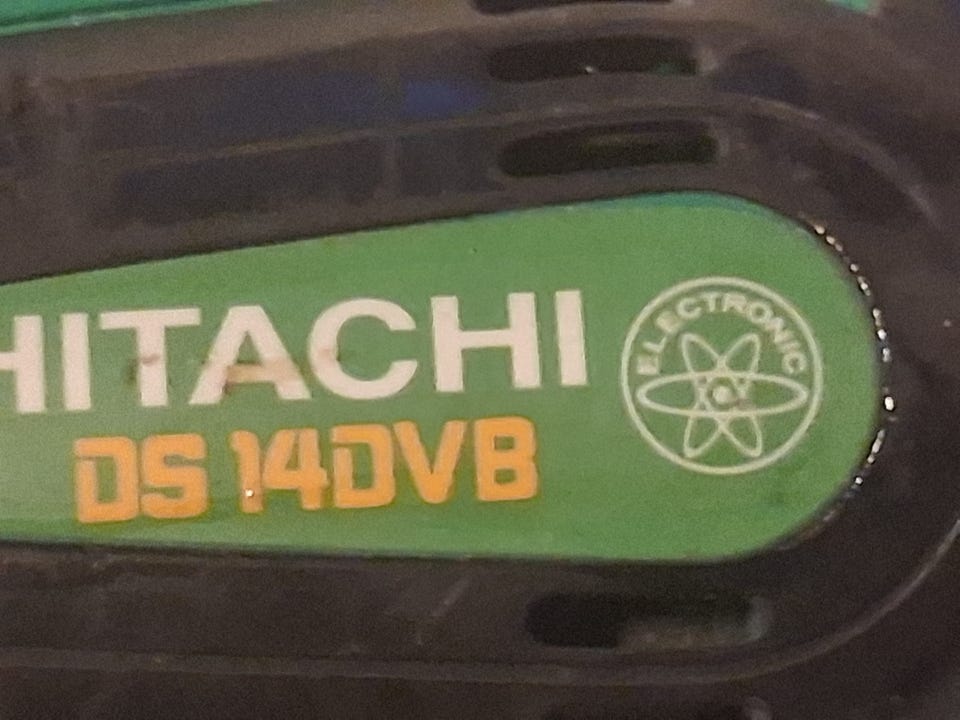 HITACHI
DS 14DVB
ELECTRONIC